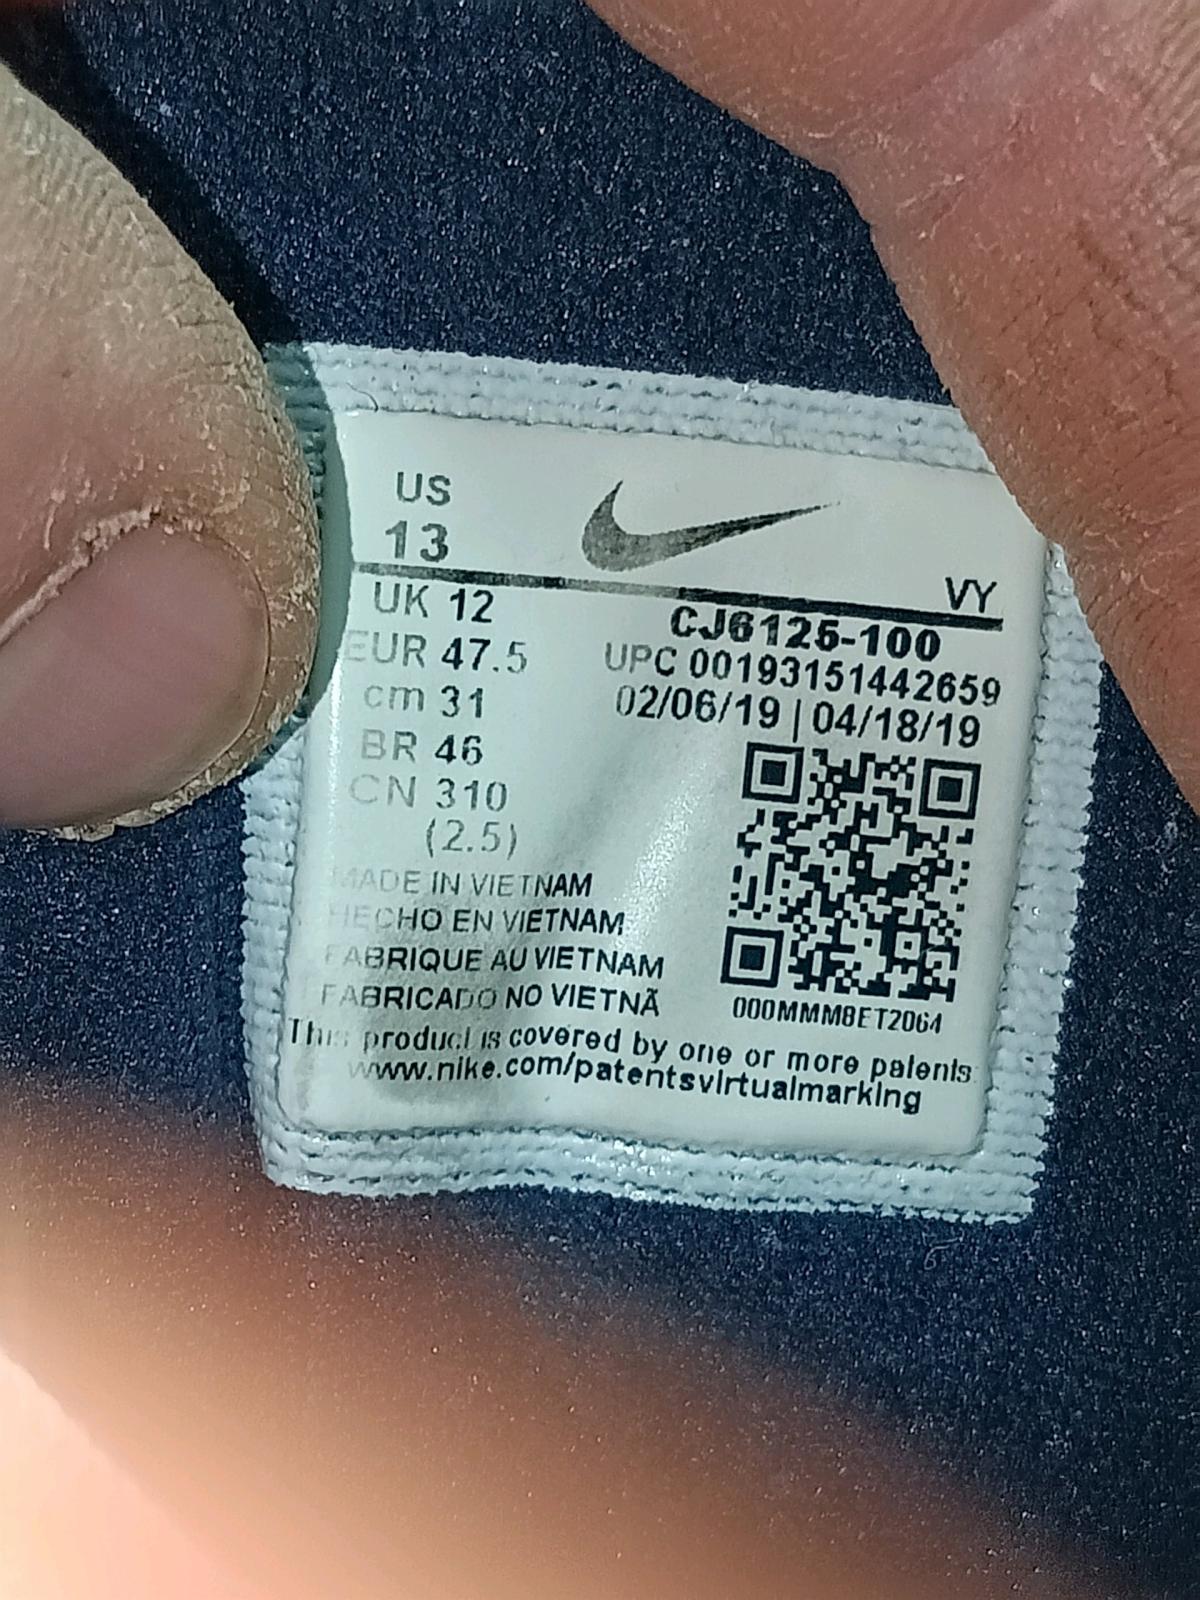 US
13
VY
UK 12
CJ6125-100
EUR 47.5
UPC 00193151442659
cm 31
02/06/19 | 04/18/19
BR 46
CN 310
(2.5)
MADE IN VIETNAM
HECHO EN VIETNAM
FABRIQUE AU VIETNAM
FABRICADO NO VIETNÃ
000MMM8ET2064
This product is covered by one or more patents
www.nike.com/patentsvirtualmarking